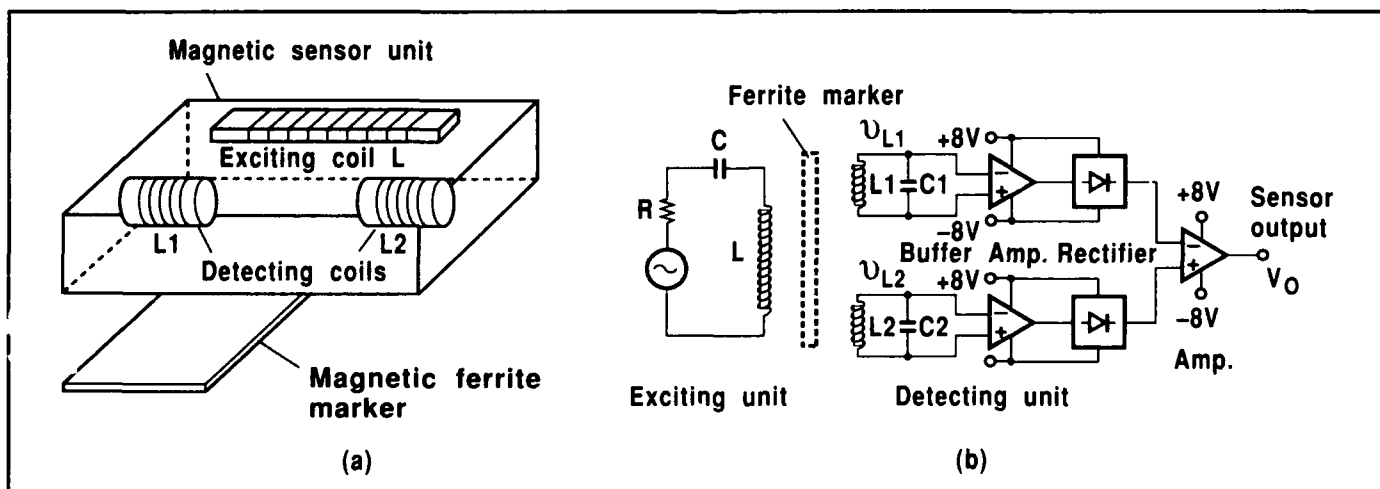 Magnetic sensor unit
Exciting coil L
L1
L2
Detecting coils
Magnetic ferrite
marker
(a)
Ferrite marker
C
R
L
Exciting unit
υL1
+8V
L1
C1
−
+
−8V
Buffer Amp.
Rectifier
υL2
+8V
L2
C2
−
+
Detecting unit
+8V
−
+
−8V
Amp.
Sensor
output
VO
(b)